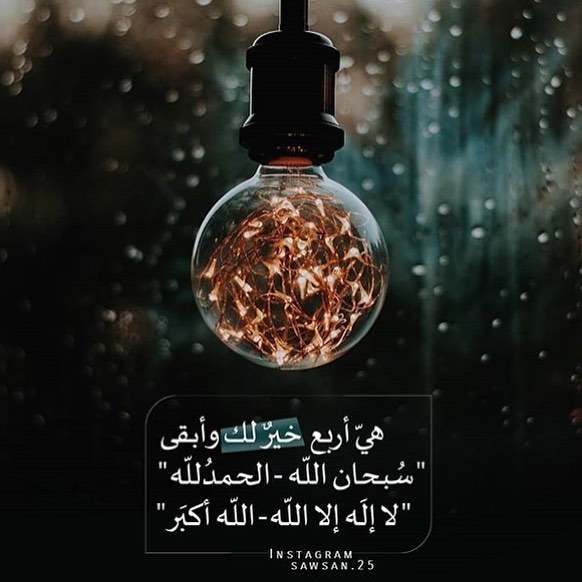 هيّ أربع خيرٌ لك وأبقى
"سُبحان اللّه - الحمدُللّه"
"لا إلَه إلا اللّه - اللّه أكبَر"
INSTAGRAM
SAWSAN.25